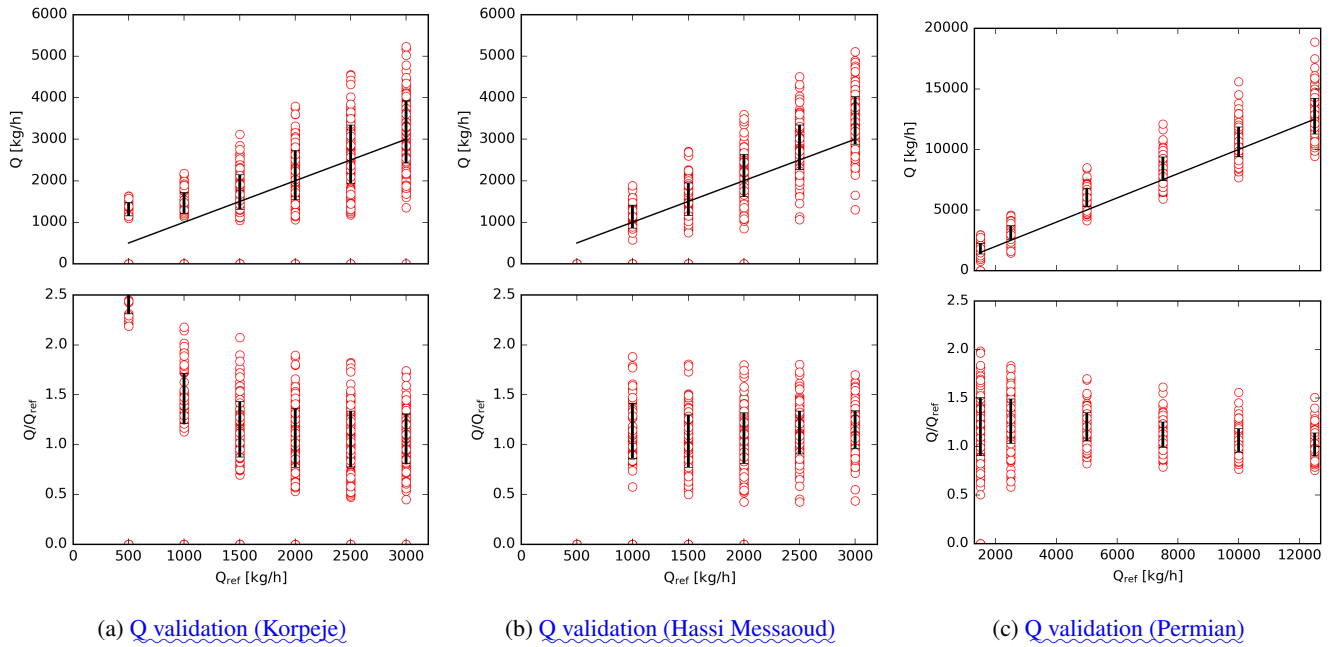 6000
5000
4000
3000
2000
1000
0
Q [kg/h]
2.5
2.0
1.5
1.0
0.5
0.0
Q/Qref
0 500 1000 1500 2000 2500 3000
Qref [kg/h]
(a) Q validation (Korpeje)
6000
5000
4000
3000
2000
1000
0
Q [kg/h]
2.5
2.0
1.5
1.0
0.5
0.0
Q/Qref
0 500 1000 1500 2000 2500 3000
Qref [kg/h]
(b) Q validation (Hassi Messaoud)
20000
15000
10000
5000
0
Q [kg/h]
2.5
2.0
1.5
1.0
0.5
0.0
Q/Qref
2000 4000 6000 8000 10000 12000
Qref [kg/h]
(c) Q validation (Permian)